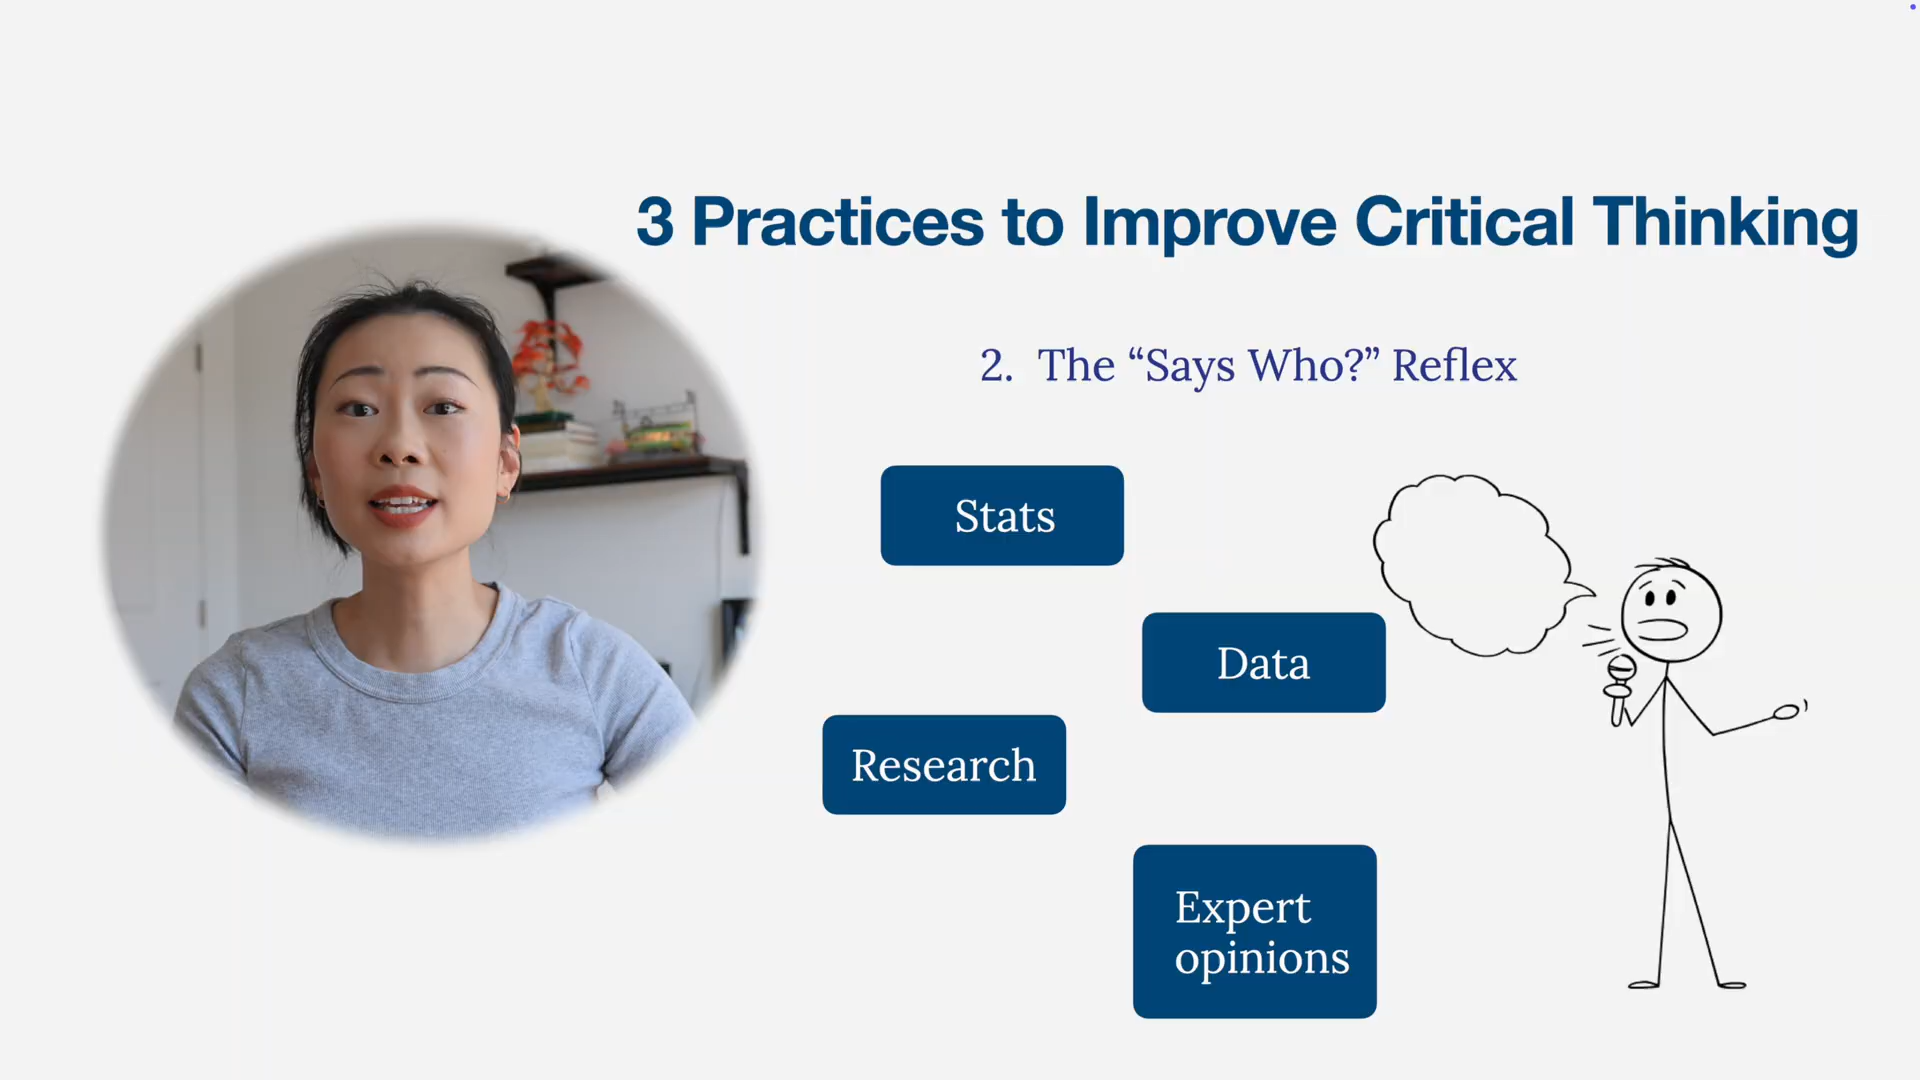 3 Practices to Improve Critical Thinking
2. The “Says Who?” Reflex
Stats
Data
Research
Expert
opinions